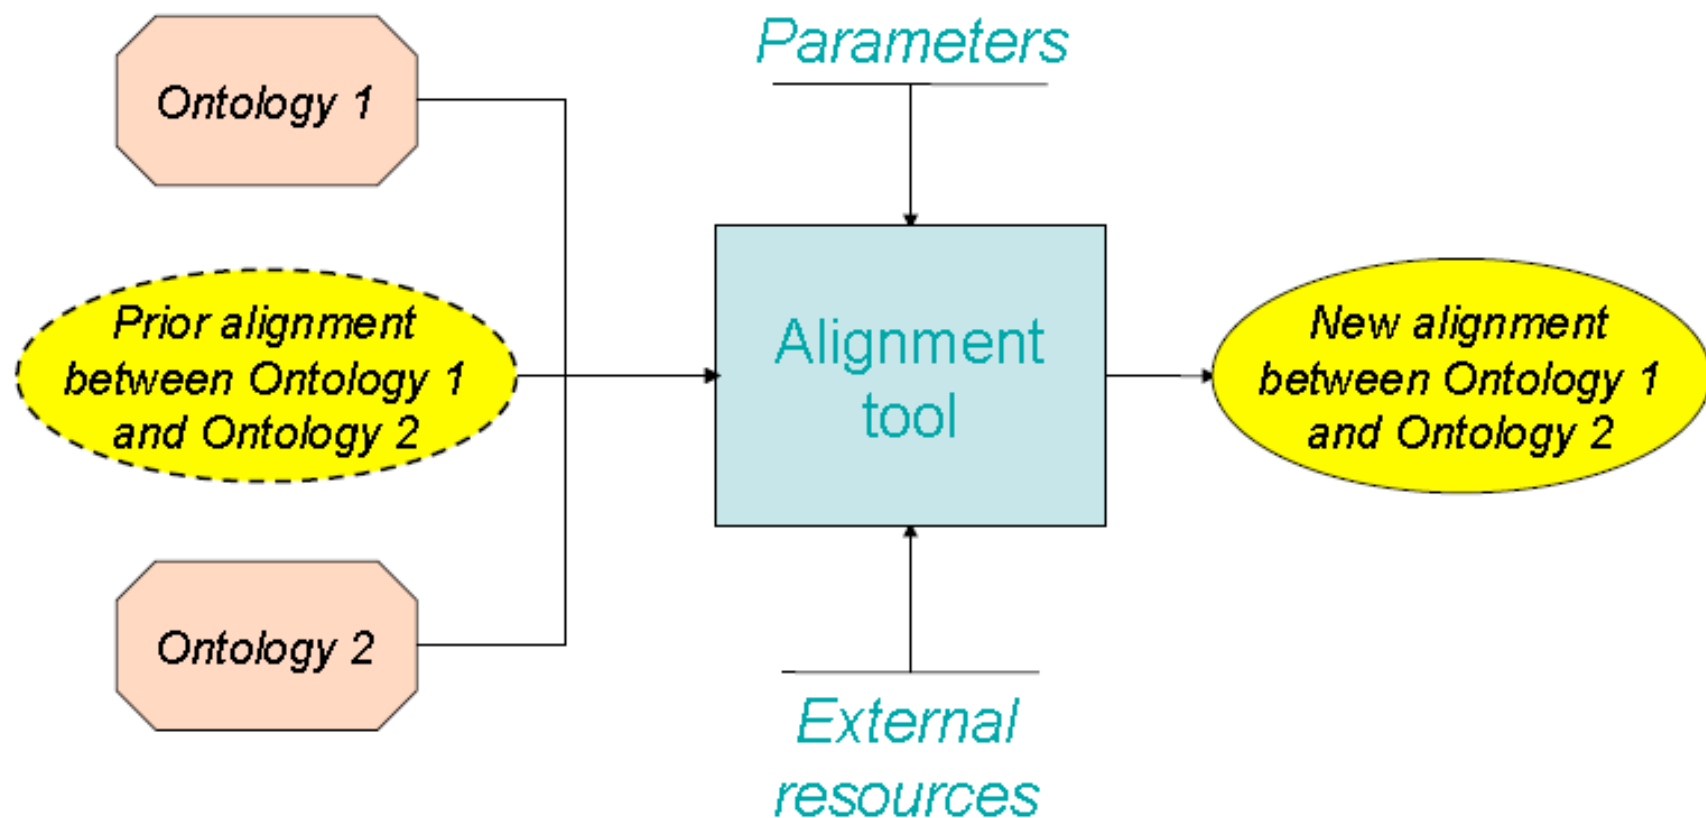 Ontology 1
Parameters
Prior alignment
between Ontology 1
and Ontology 2
Alignment
tool
New alignment
between Ontology 1
and Ontology 2
Ontology 2
External
resources